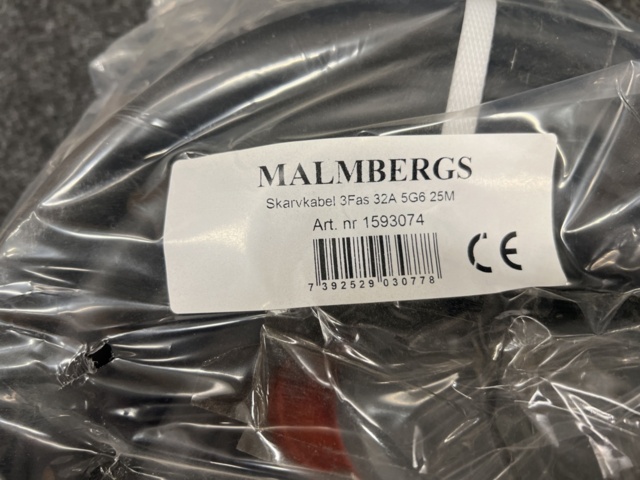 MALMBERGS
Skarvkabel 3Fas 32A 5G6 25M
Art. nr 1593074
7 392529 030778
CE